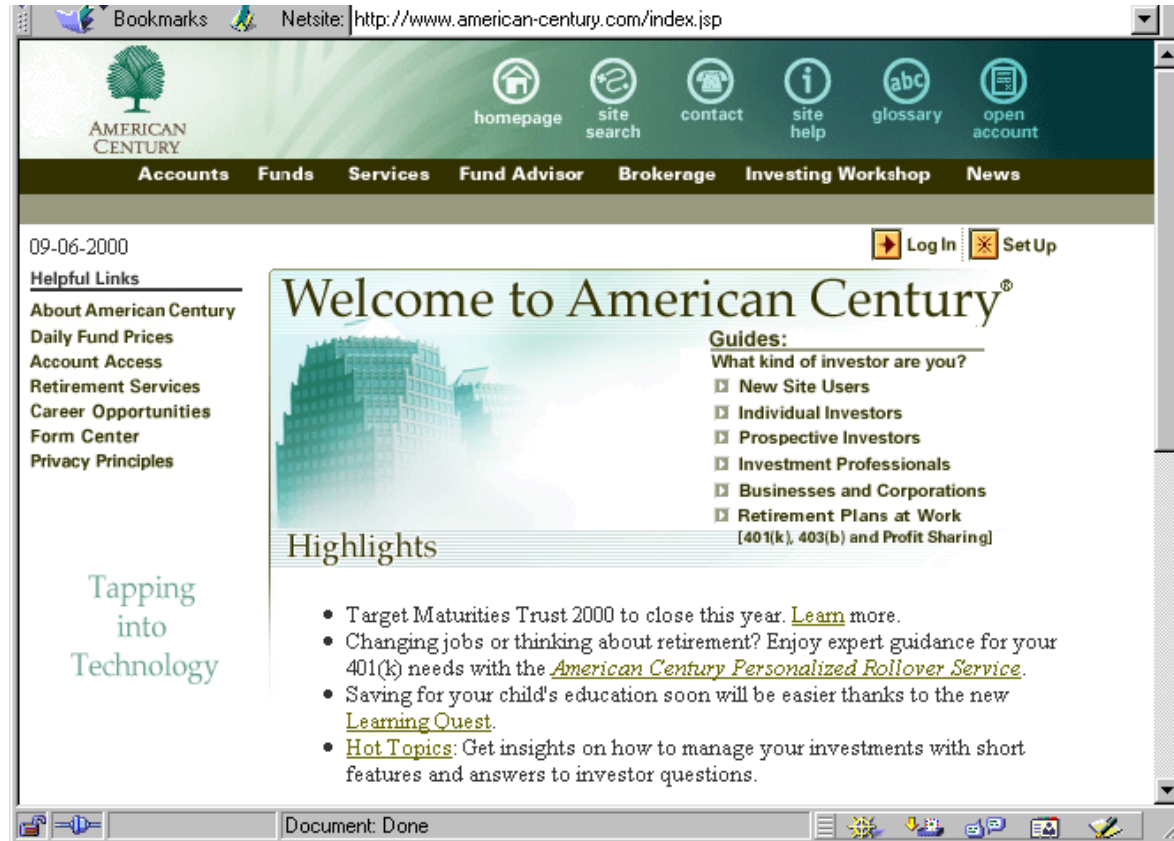 Bookmarks Netsite: http://www.american-century.com/index.jsp
AMERICAN
CENTURY
homepage
site
search
contact
i
site
help
abc
glossary
open
account
Accounts Funds Services Fund Advisor Brokerage Investing Workshop News
09-06-2000
Log In Set Up
Helpful Links
About American Century
Daily Fund Prices
Account Access
Retirement Services
Career Opportunities
Form Center
Privacy Principles
Tapping
into
Technology
Welcome to American Century®
Guides:
What kind of investor are you?
New Site Users
Individual Investors
Prospective Investors
Investment Professionals
Businesses and Corporations
Retirement Plans at Work
[401(k), 403(b) and Profit Sharing]
Highlights
• Target Maturities Trust 2000 to close this year. Learn more.
• Changing jobs or thinking about retirement? Enjoy expert guidance for your
401(k) needs with the American Century Personalized Rollover Service.
• Saving for your child's education soon will be easier thanks to the new
Learning Quest.
• Hot Topics: Get insights on how to manage your investments with short
features and answers to investor questions.
Document: Done